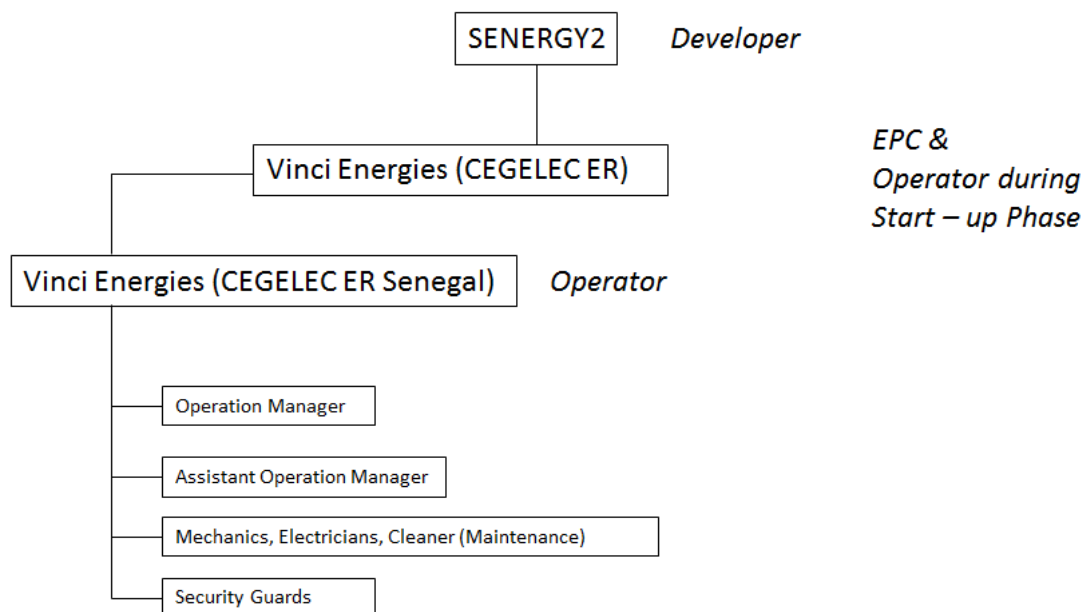 SENERGY2 Developer
Vinci Energies (CEGELEC ER)
EPC &
Operator during
Start – up Phase
Vinci Energies (CEGELEC ER Senegal) Operator
Operation Manager
Assistant Operation Manager
Mechanics, Electricians, Cleaner (Maintenance)
Security Guards